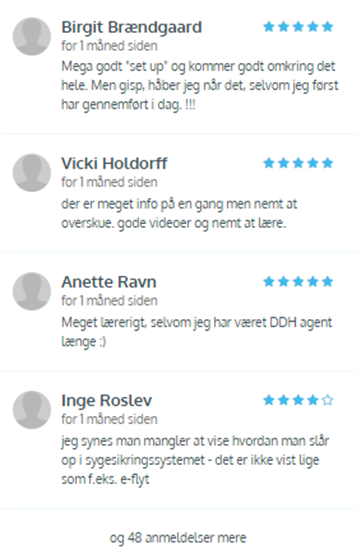 Birgit Brændgaard
for 1 måned siden
Mega godt "set up" og kommer godt omkring det
hele. Men gisp, håber jeg når det, selvom jeg først
har gennemført i dag. !!!
Vicki Holdorff
for 1 måned siden
der er meget info på en gang men nemt at
overskue. gode videoer og nemt at lære.
Anette Ravn
for 1 måned siden
Meget lærerigt, selvom jeg har været DDH agent
længe :)
Inge Roslev
for 1 måned siden
jeg synes man mangler at vise hvordan man slår
op i sygesikringssystemet - det er ikke vist lige
som f.eks. e-flyt
og 48 anmeldelser mere